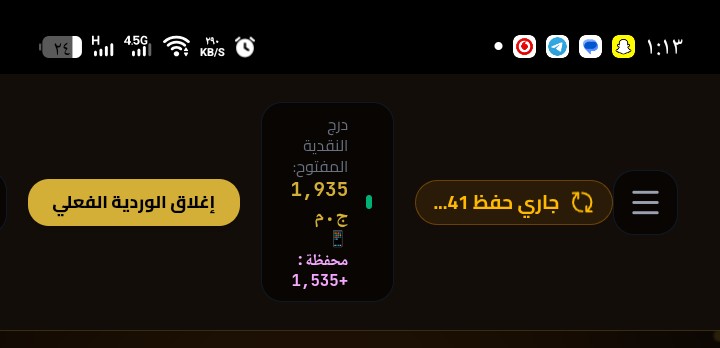 ١:١٣
٢٩٠ KB/S
4.5G
H
٢٤
جاري حفظ 41...
درج
النقدية
المفتوح:
1,935
ج.م
محفظة:
+1,535
إغلاق الوردية الفعلي